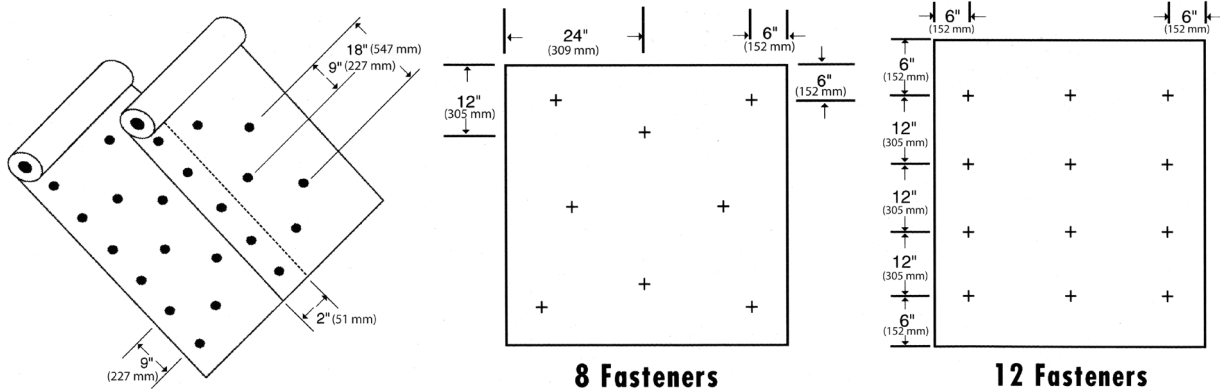 18" (547 mm)
9" (227 mm)
2" (51 mm)
9"
(227 mm)
24"
(309 mm)
6"
(152 mm)
12"
(305 mm)
6"
(152 mm)
8 Fasteners
6"
(152 mm)
6"
(152 mm)
6"
(152 mm)
12"
(305 mm)
12"
(305 mm)
12"
(305 mm)
6"
(152 mm)
12 Fasteners